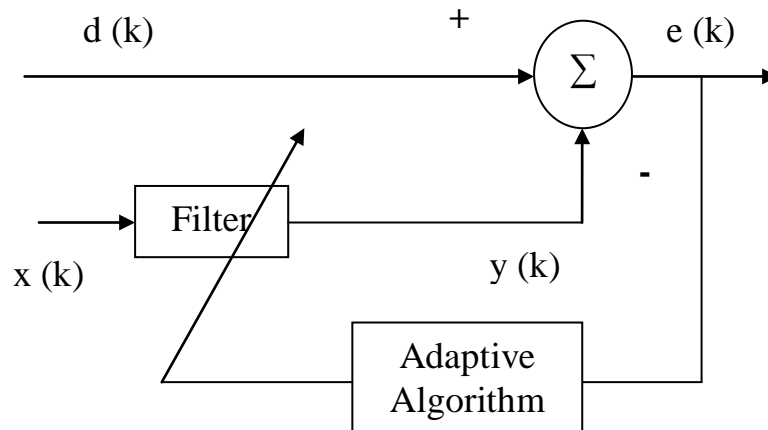 d (k)
+
e (k)
Σ
-
Filter
x (k)
y (k)
Adaptive
Algorithm